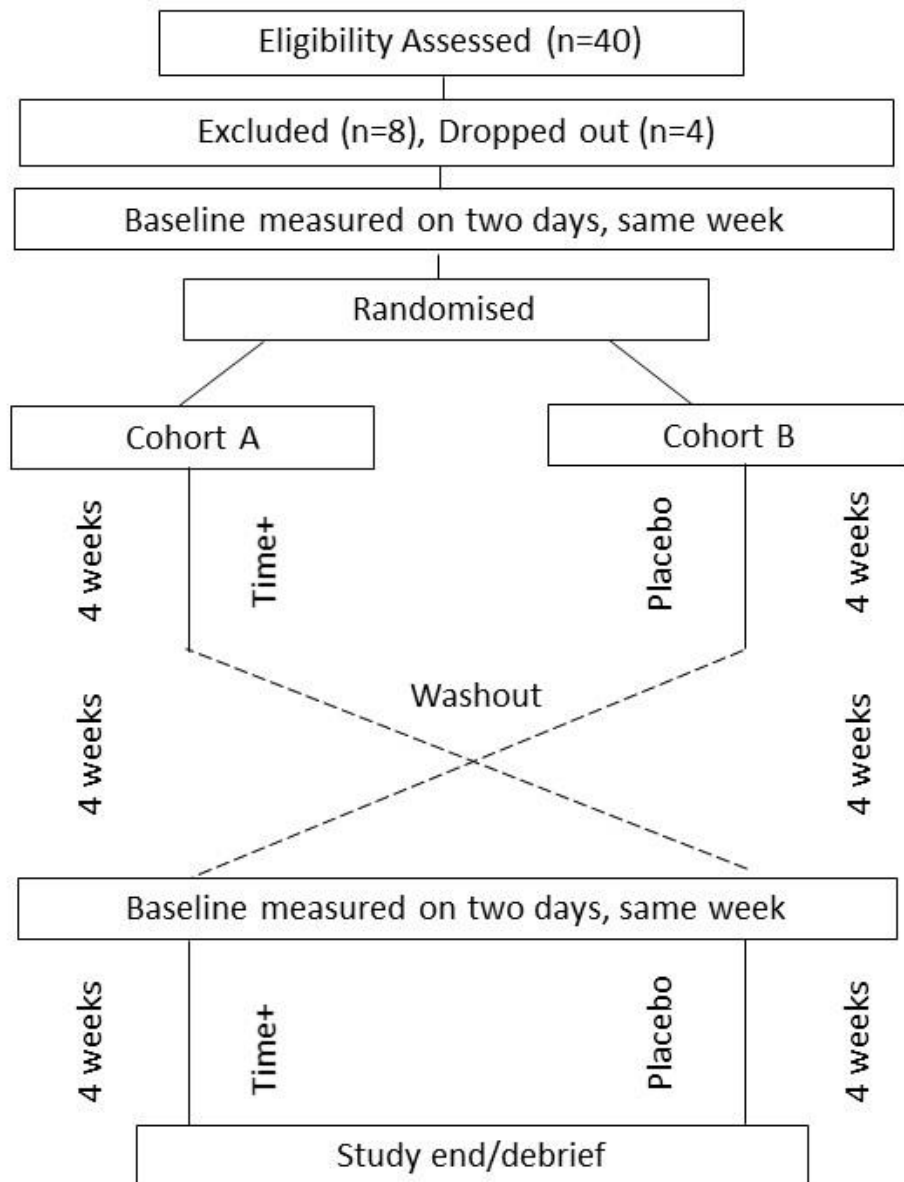 Eligibility Assessed (n=40)
Excluded (n=8), Dropped out (n=4)
Baseline measured on two days, same week
Randomised
Cohort A
Cohort B
4 weeks
Time+
Placebo
4 weeks
Washout
4 weeks
4 weeks
Baseline measured on two days, same week
4 weeks
Time+
Placebo
4 weeks
Study end/debrief